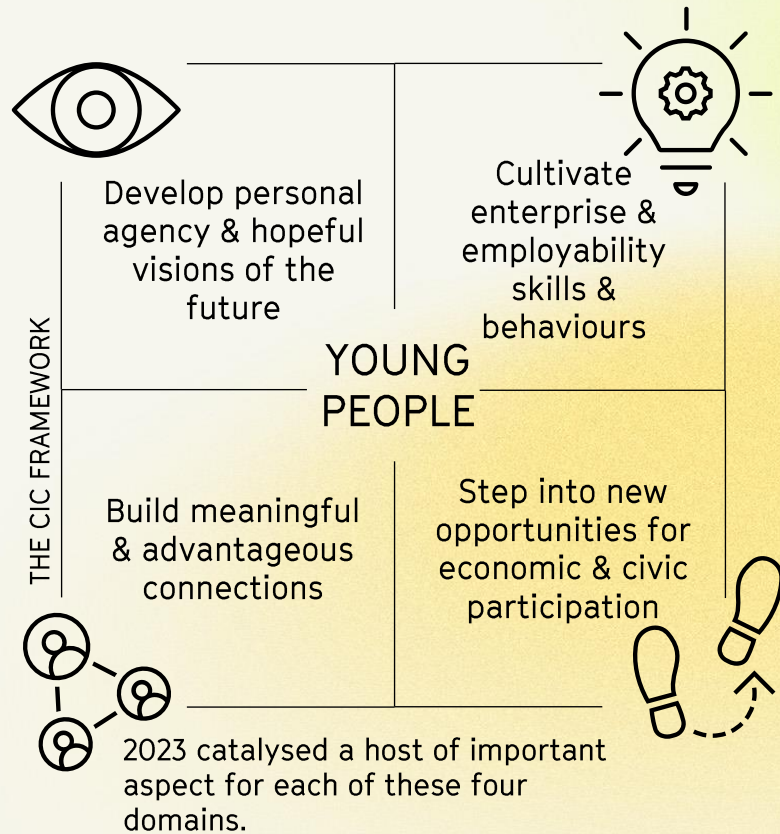 Develop personal
agency & hopeful
visions of the
future
Cultivate
enterprise &
employability
skills &
behaviours
YOUNG
PEOPLE
THE CIC FRAMEWORK
Build meaningful
& advantageous
connections
Step into new
opportunities for
economic & civic
participation
2023 catalysed a host of important
aspect for each of these four
domains.